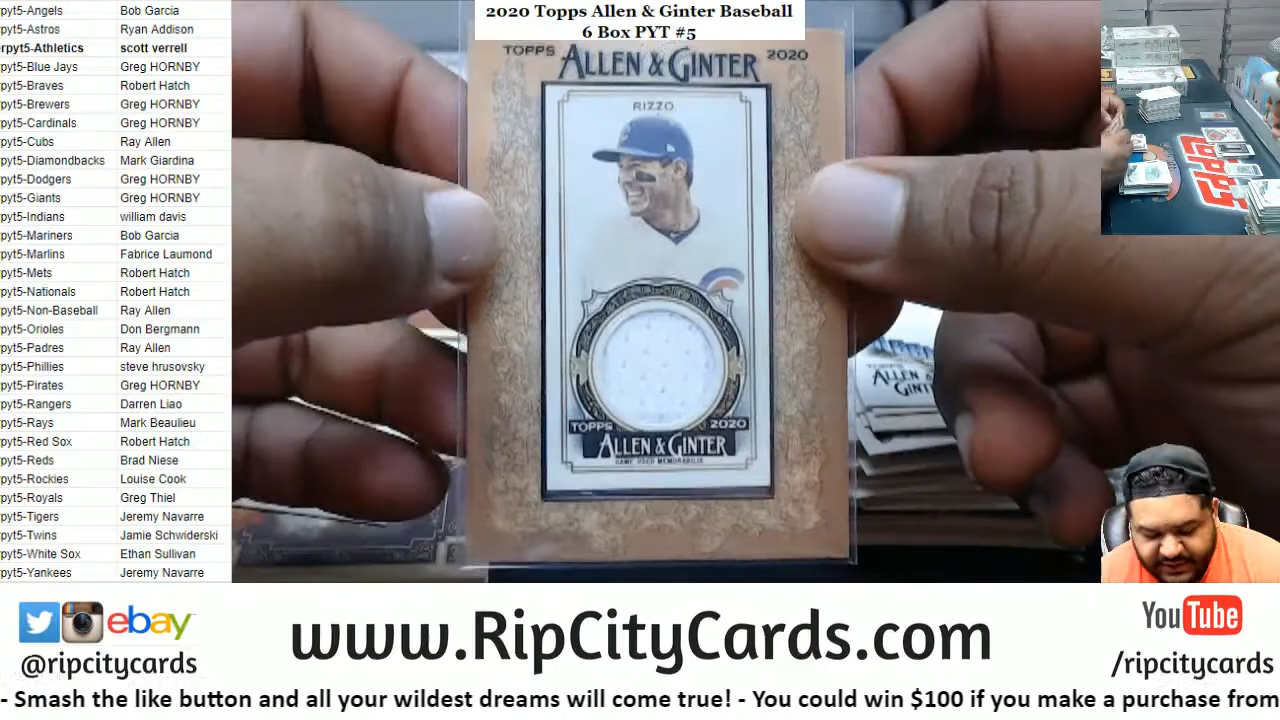 2020 Topps Allen & Ginter Baseball
6 Box PYT #5
pyt5-Angels Bob Garcia
pyt5-Astros Ryan Addison
rpyt5-Athletics scott verrell
pyt5-Blue Jays Greg HORNBY
pyt5-Braves Robert Hatch
pyt5-Brewers Greg HORNBY
pyt5-Cardinals Greg HORNBY
pyt5-Cubs Ray Allen
pyt5-Diamondbacks Mark Giardina
pyt5-Dodgers Greg HORNBY
pyt5-Giants Greg HORNBY
pyt5-Indians william davis
pyt5-Mariners Bob Garcia
pyt5-Marlins Fabrice Laumond
pyt5-Mets Robert Hatch
pyt5-Nationals Robert Hatch
pyt5-Non-Baseball Ray Allen
pyt5-Orioles Don Bergmann
pyt5-Padres Ray Allen
pyt5-Phillies steve hrusovsky
pyt5-Pirates Greg HORNBY
pyt5-Rangers Darren Liao
pyt5-Rays Mark Beaulieu
pyt5-Red Sox Robert Hatch
pyt5-Reds Brad Niese
pyt5-Rockies Louise Cook
pyt5-Royals Greg Thiel
pyt5-Tigers Jeremy Navarre
pyt5-Twins Jamie Schwiderski
pyt5-White Sox Ethan Sullivan
pyt5-Yankees Jeremy Navarre
TOPPS ALLEN & GINTER 2020
RIZZO
TOPPS 2020
ALLEN & GINTER
GAME USED MEMORABILIA
ALLEN &
GINT
TOPPS
ebay
@ripcitycards
www.RipCityCards.com
YouTube
/ripcitycards
- Smash the like button and all your wildest dreams will come true! - You could win $100 if you make a purchase from